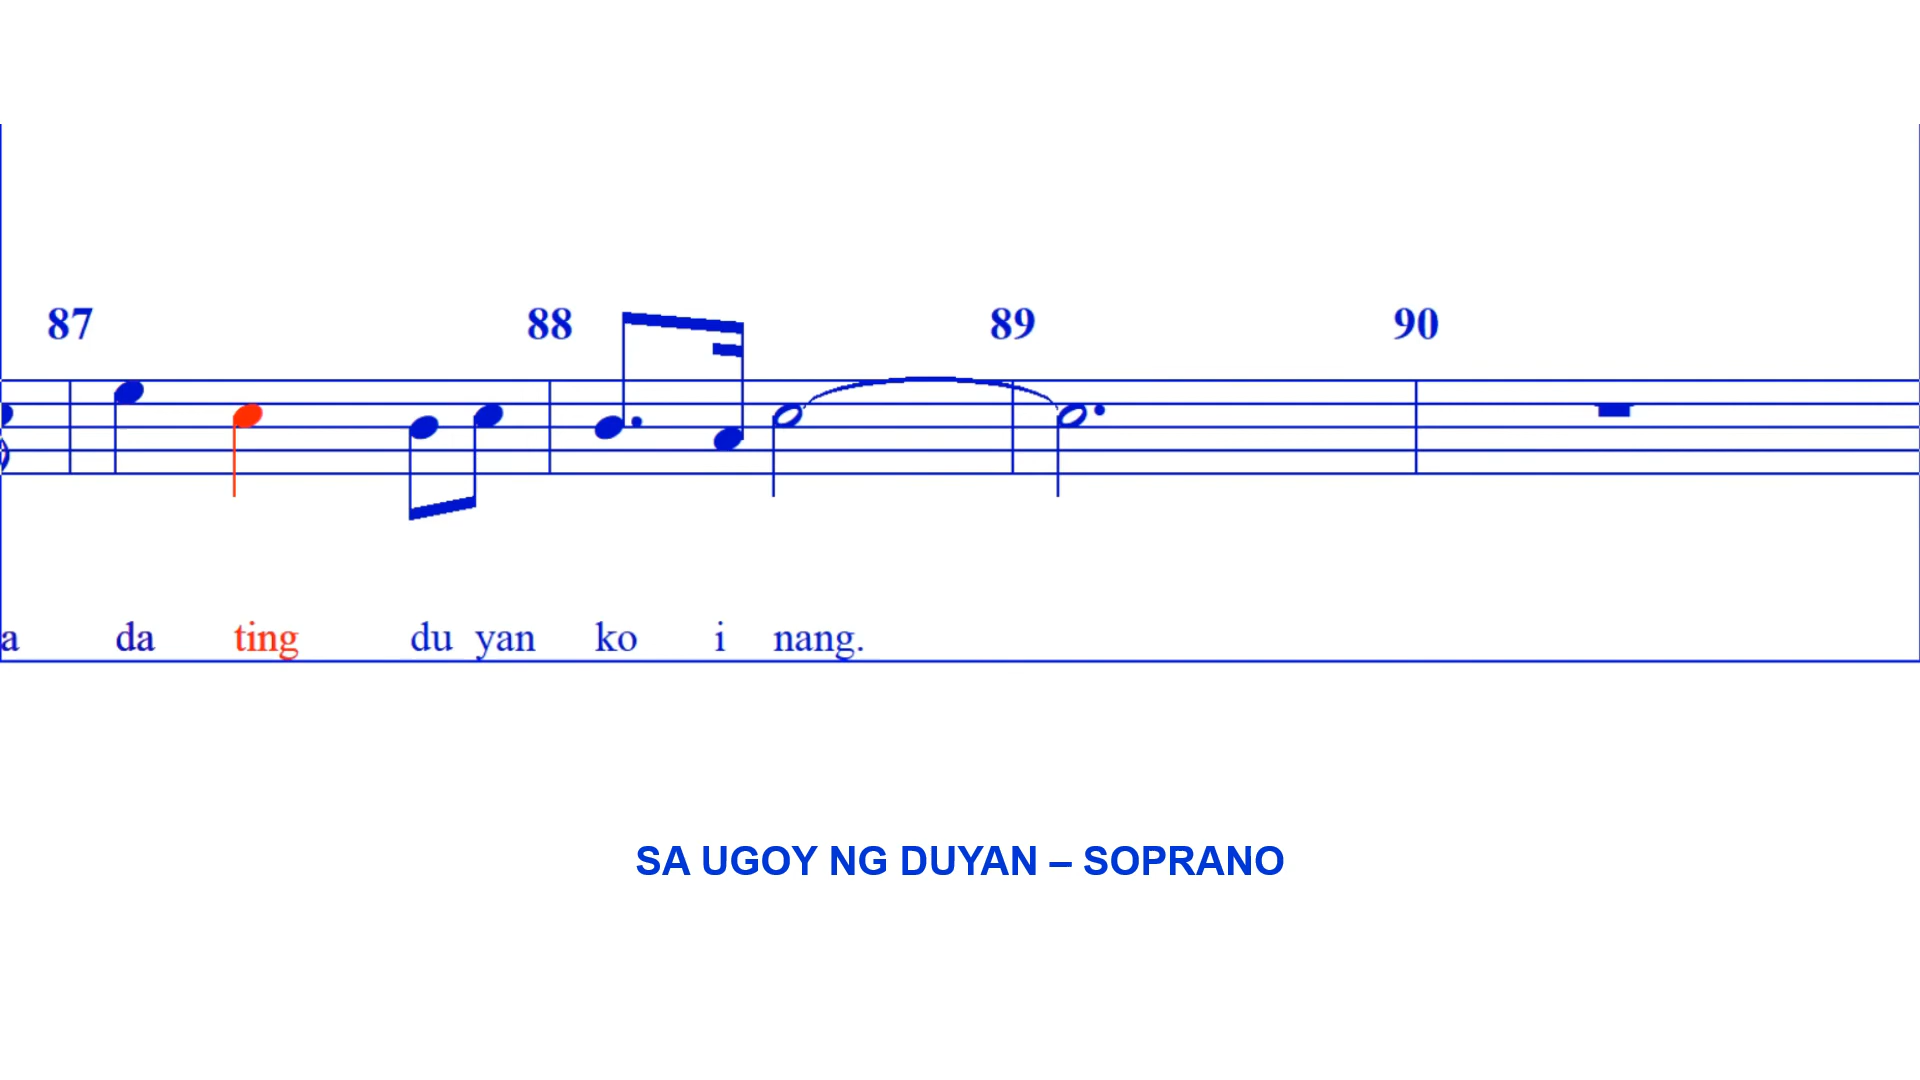 87 88 89 90
a da ting du yan ko i nang.
SA UGOY NG DUYAN – SOPRANO